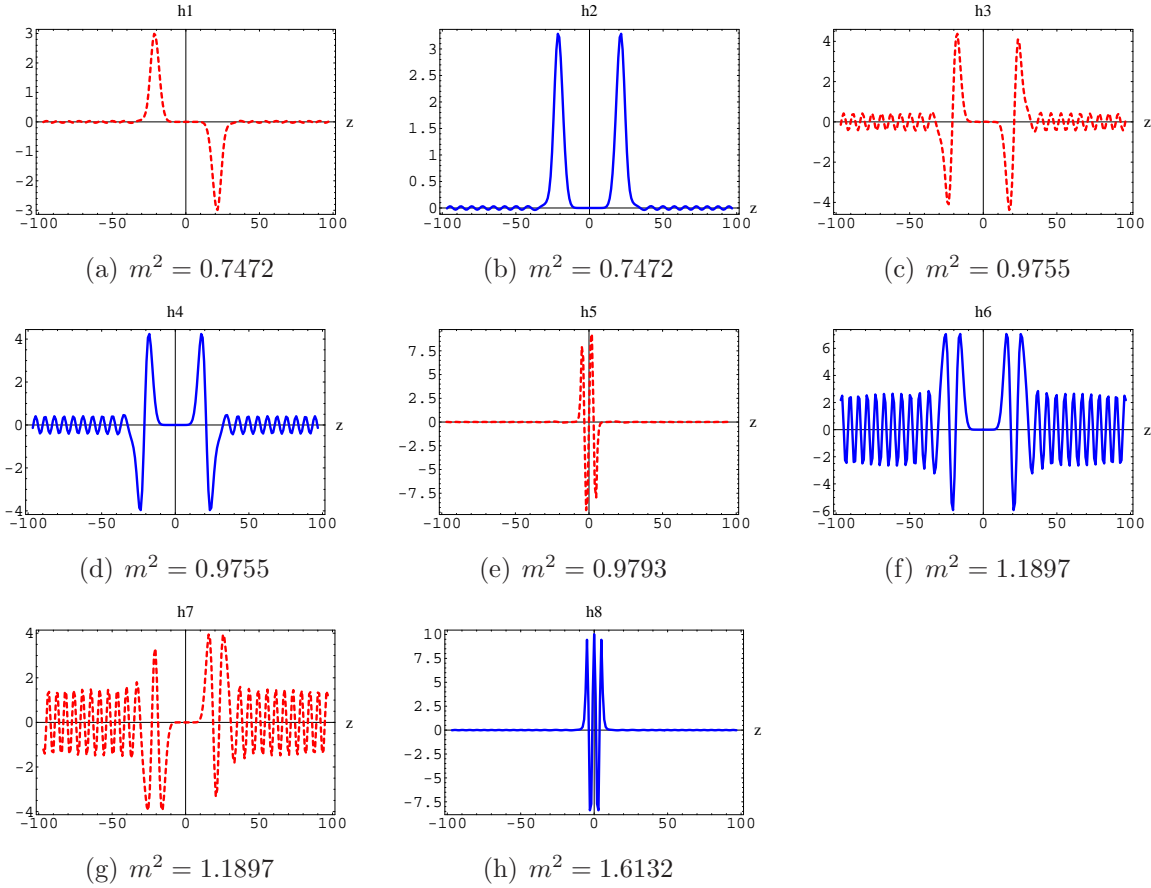 h1
3
2
1
0
-1
-2
-3
-100 -50 0 50 100
z
(a) m² = 0.7472
h2
3
2.5
2
1.5
1
0.5
0
-100 -50 0 50 100
z
(b) m² = 0.7472
h3
4
2
0
-2
-4
-100 -50 0 50 100
z
(c) m² = 0.9755
h4
4
2
0
-2
-4
-100 -50 0 50 100
z
(d) m² = 0.9755
h5
7.5
5
2.5
0
-2.5
-5
-7.5
-100 -50 0 50 100
z
(e) m² = 0.9793
h6
6
4
2
0
-2
-4
-6
-100 -50 0 50 100
z
(f) m² = 1.1897
h7
4
2
0
-2
-4
-100 -50 0 50 100
z
(g) m² = 1.1897
h8
10
7.5
5
2.5
0
-2.5
-5
-7.5
-100 -50 0 50 100
z
(h) m² = 1.6132